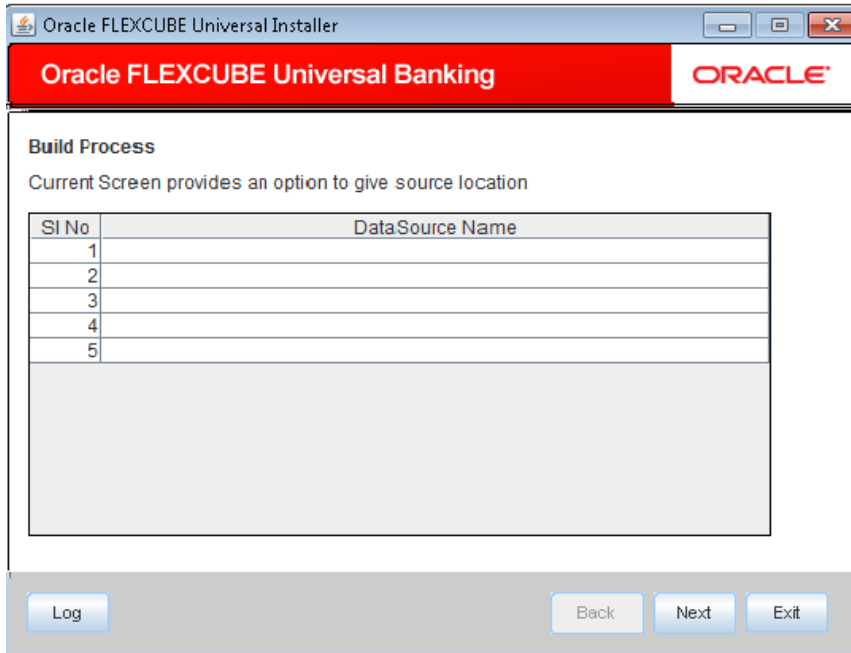 Oracle FLEXCUBE Universal Installer
Oracle FLEXCUBE Universal Banking
ORACLE
Build Process
Current Screen provides an option to give source location
SI No DataSource Name
1
2
3
4
5
Log Back Next Exit